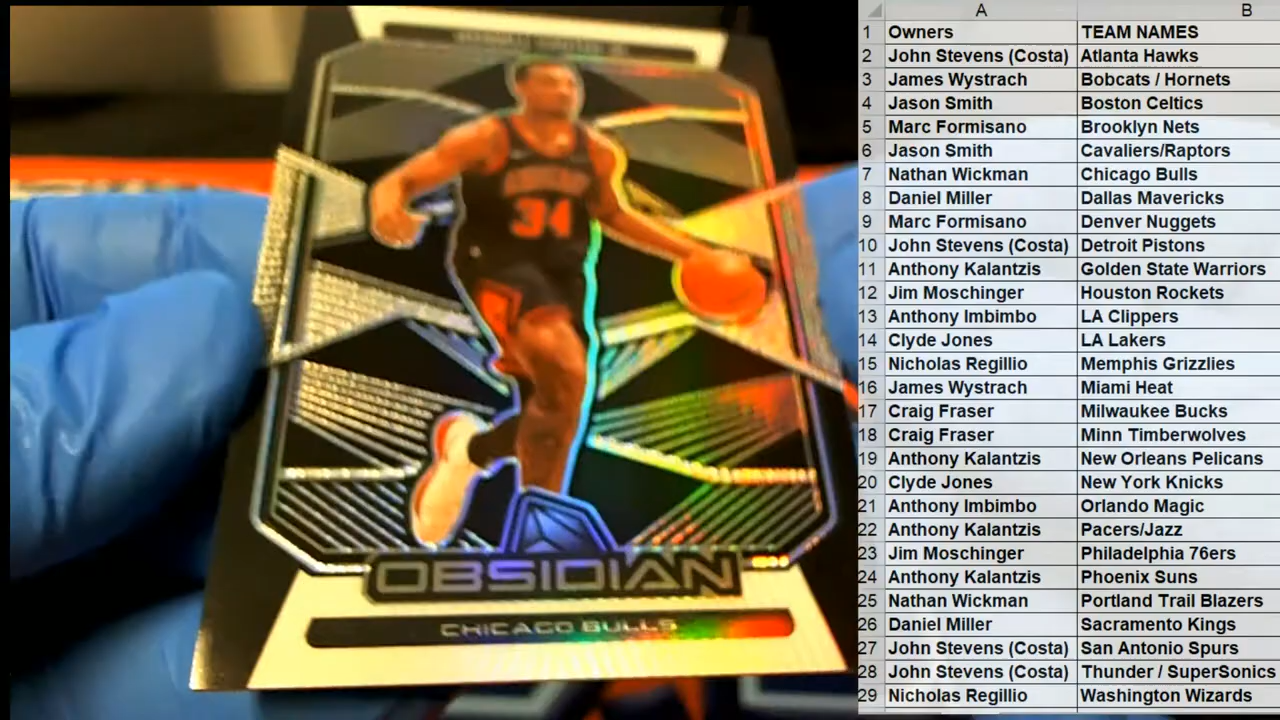 34
OBSIDIAN
CHICAGO BULLS
A B
1 Owners TEAM NAMES
2 John Stevens (Costa) Atlanta Hawks
3 James Wystrach Bobcats / Hornets
4 Jason Smith Boston Celtics
5 Marc Formisano Brooklyn Nets
6 Jason Smith Cavaliers/Raptors
7 Nathan Wickman Chicago Bulls
8 Daniel Miller Dallas Mavericks
9 Marc Formisano Denver Nuggets
10 John Stevens (Costa) Detroit Pistons
11 Anthony Kalantzis Golden State Warriors
12 Jim Moschinger Houston Rockets
13 Anthony Imbimbo LA Clippers
14 Clyde Jones LA Lakers
15 Nicholas Regillio Memphis Grizzlies
16 James Wystrach Miami Heat
17 Craig Fraser Milwaukee Bucks
18 Craig Fraser Minn Timberwolves
19 Anthony Kalantzis New Orleans Pelicans
20 Clyde Jones New York Knicks
21 Anthony Imbimbo Orlando Magic
22 Anthony Kalantzis Pacers/Jazz
23 Jim Moschinger Philadelphia 76ers
24 Anthony Kalantzis Phoenix Suns
25 Nathan Wickman Portland Trail Blazers
26 Daniel Miller Sacramento Kings
27 John Stevens (Costa) San Antonio Spurs
28 John Stevens (Costa) Thunder / SuperSonics
29 Nicholas Regillio Washington Wizards